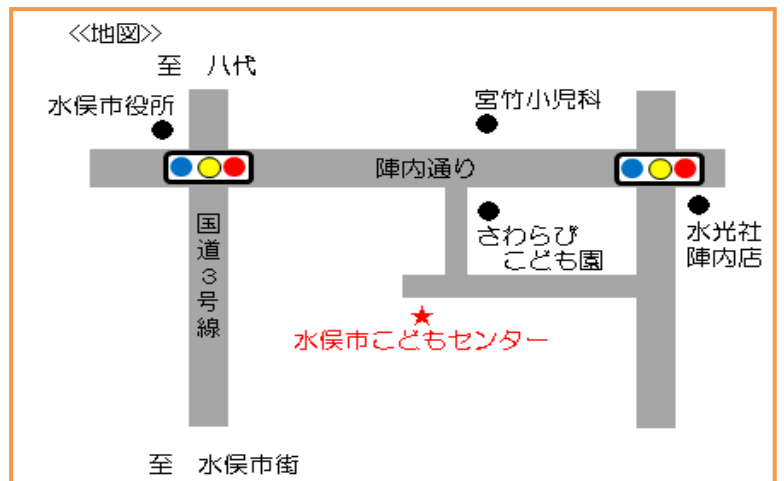 ≪地図≫
至 八代
水俣市役所
宮竹小児科
陣内通り
国道3号線
さわらび
こども園
水光社
陣内店
水俣市こどもセンター
至 水俣市街